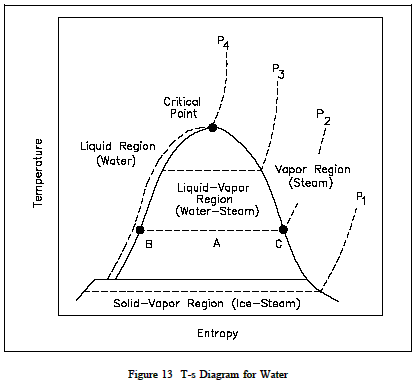 P4
P3
Critical
Point
P2
Liquid Region
(Water)
Vapor Region
(Steam)
Liquid-Vapor
Region
(Water-Steam)
P1
Temperature
B
A
C
Solid-Vapor Region (Ice-Steam)
Entropy
Figure 13 T-s Diagram for Water